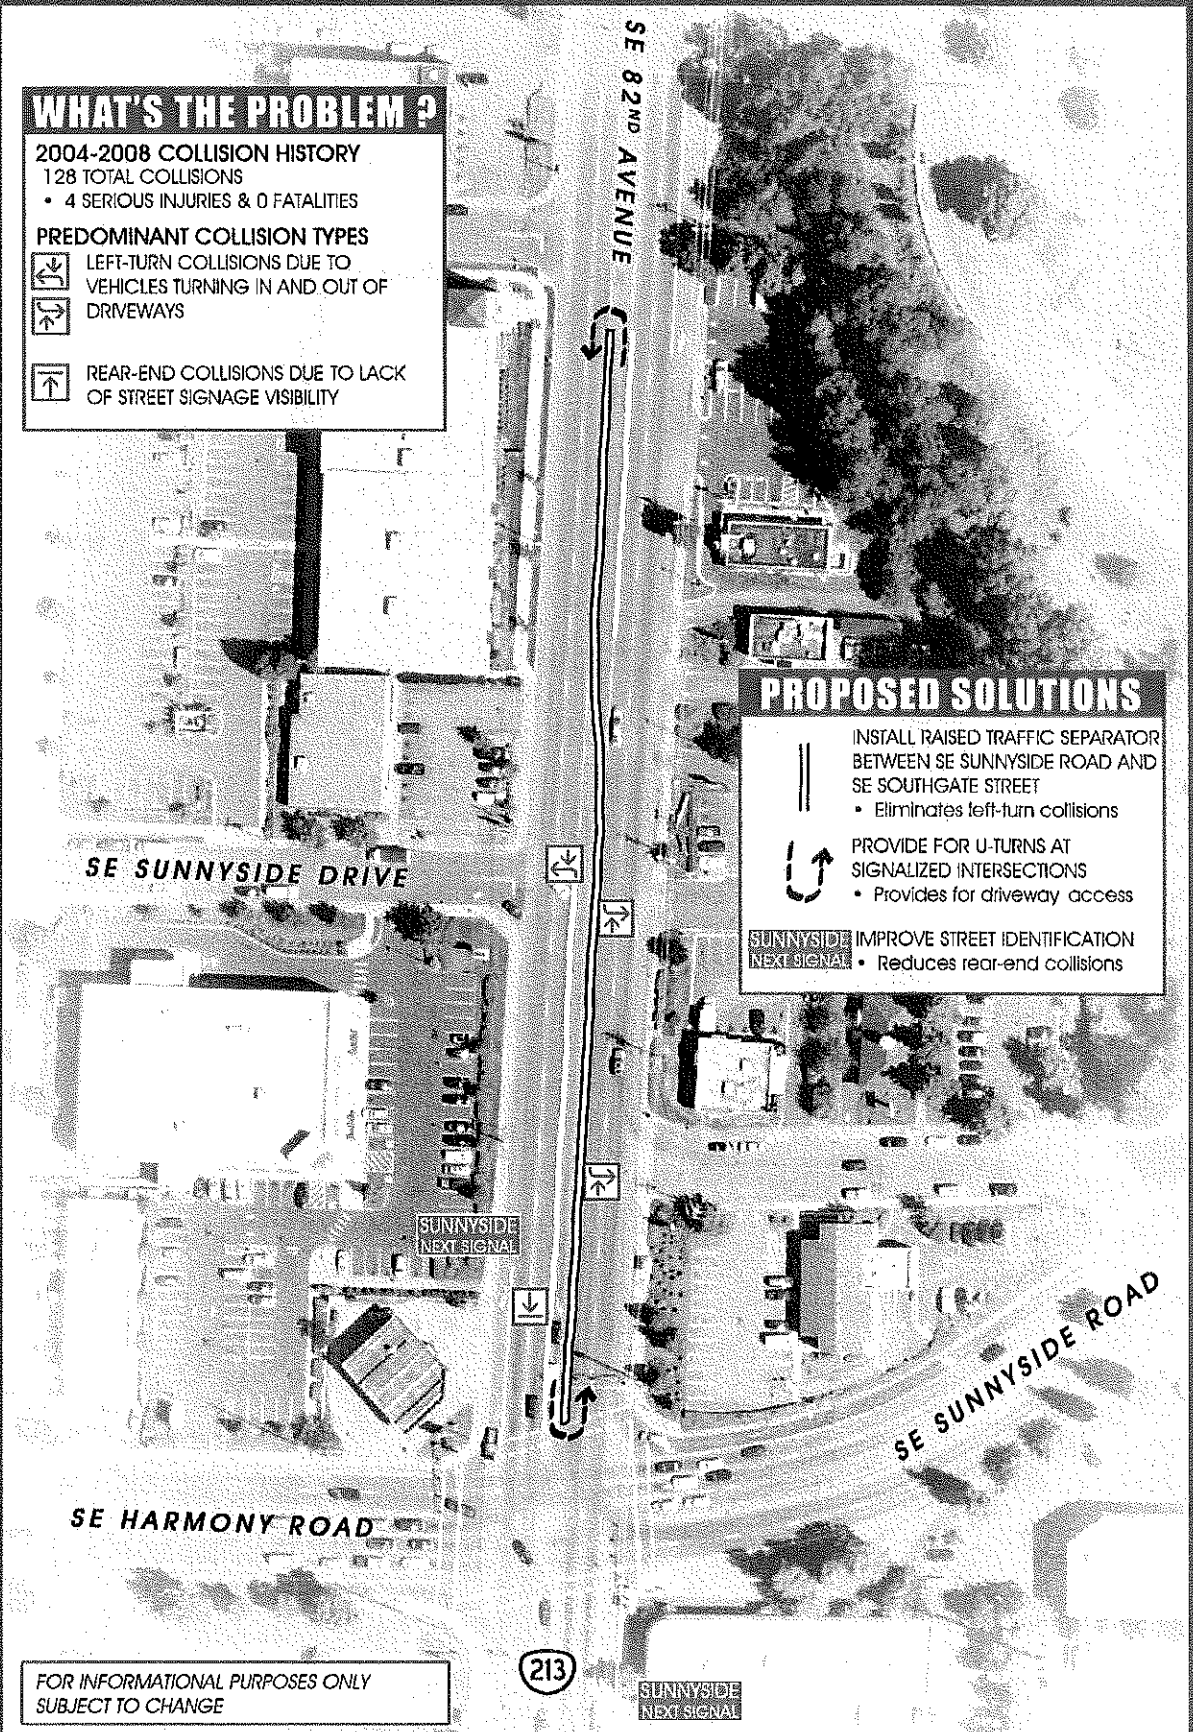 SE 82ND AVENUE
WHAT'S THE PROBLEM ?
2004-2008 COLLISION HISTORY
128 TOTAL COLLISIONS
• 4 SERIOUS INJURIES & 0 FATALITIES
PREDOMINANT COLLISION TYPES
LEFT-TURN COLLISIONS DUE TO
VEHICLES TURNING IN AND OUT OF
DRIVEWAYS
REAR-END COLLISIONS DUE TO LACK
OF STREET SIGNAGE VISIBILITY
PROPOSED SOLUTIONS
INSTALL RAISED TRAFFIC SEPARATOR
BETWEEN SE SUNNYSIDE ROAD AND
SE SOUTHGATE STREET
• Eliminates left-turn collisions
PROVIDE FOR U-TURNS AT
SIGNALIZED INTERSECTIONS
• Provides for driveway access
SUNNYSIDE
NEXT SIGNAL
IMPROVE STREET IDENTIFICATION
• Reduces rear-end collisions
SE SUNNYSIDE DRIVE
SUNNYSIDE
NEXT SIGNAL
SE SUNNYSIDE ROAD
SE HARMONY ROAD
213
FOR INFORMATIONAL PURPOSES ONLY
SUBJECT TO CHANGE
SUNNYSIDE
NEXT SIGNAL